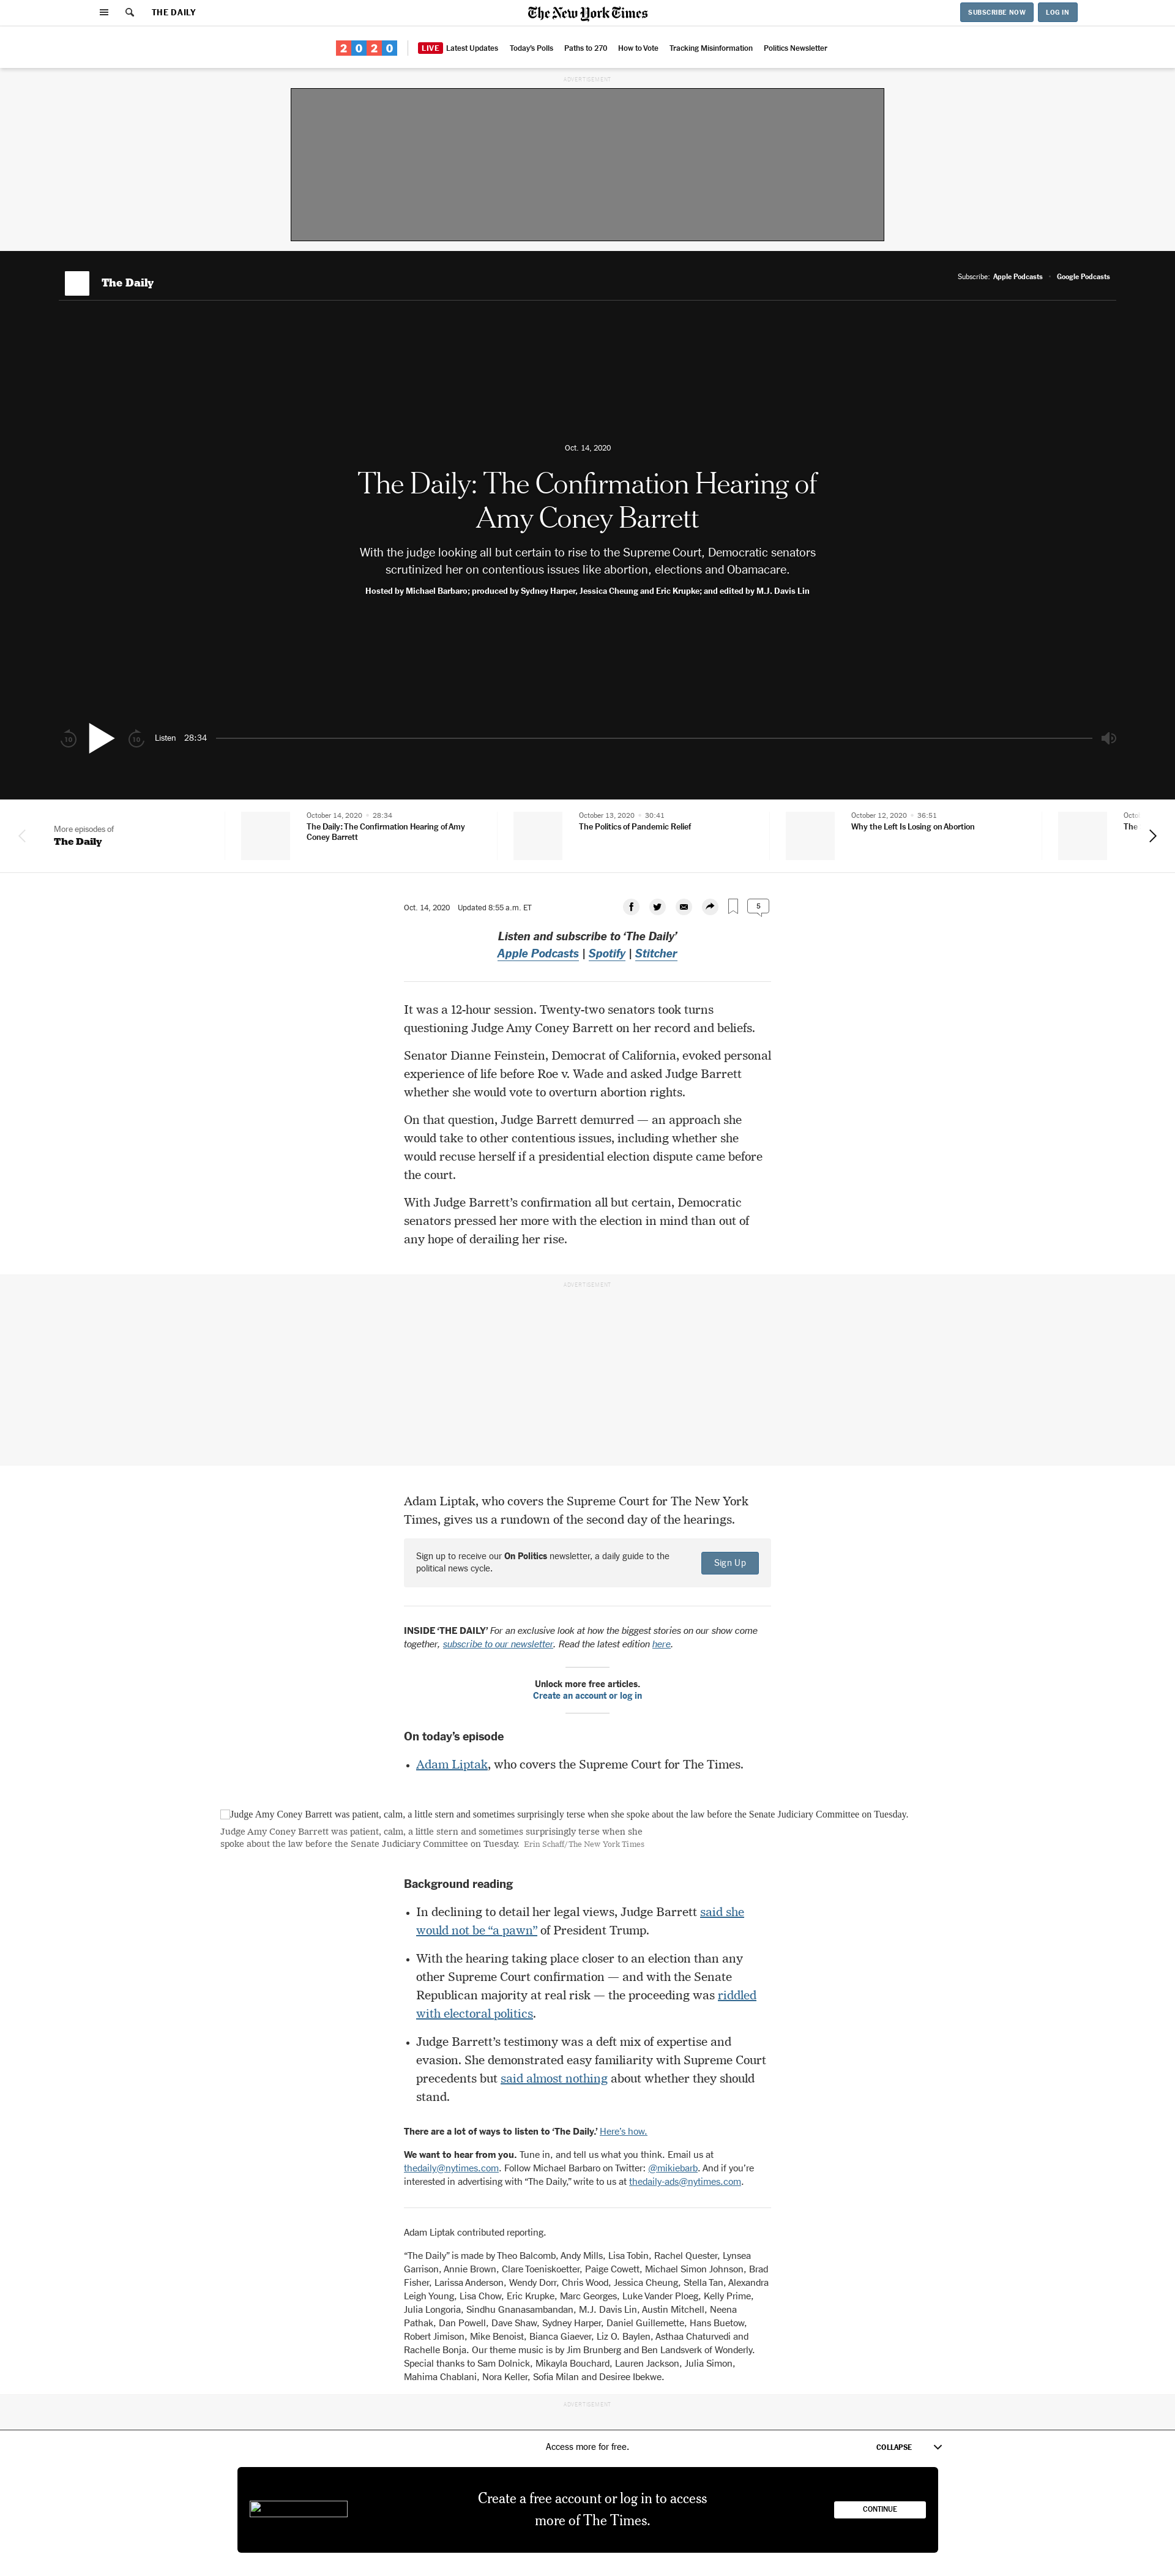 THE DAILY
The New York Times
SUBSCRIBE NOW
LOG IN
2020
LIVE Latest Updates Today's Polls Paths to 270 How to Vote Tracking Misinformation Politics Newsletter
ADVERTISEMENT
The Daily
Subscribe: Apple Podcasts Google Podcasts
Oct. 14, 2020
The Daily: The Confirmation Hearing of
Amy Coney Barrett
With the judge looking all but certain to rise to the Supreme Court, Democratic senators
scrutinized her on contentious issues like abortion, elections and Obamacare.
Hosted by Michael Barbaro; produced by Sydney Harper, Jessica Cheung and Eric Krupke; and edited by M.J. Davis Lin
10 10 Listen 28:34
More episodes of
The Daily
October 14, 2020 • 28:34
The Daily: The Confirmation Hearing of Amy
Coney Barrett
October 13, 2020 • 30:41
The Politics of Pandemic Relief
October 12, 2020 • 36:51
Why the Left Is Losing on Abortion
Octo
The
Oct. 14, 2020 Updated 8:55 a.m. ET
5
Listen and subscribe to ‘The Daily’
Apple Podcasts | Spotify | Stitcher
It was a 12-hour session. Twenty-two senators took turns
questioning Judge Amy Coney Barrett on her record and beliefs.
Senator Dianne Feinstein, Democrat of California, evoked personal
experience of life before Roe v. Wade and asked Judge Barrett
whether she would vote to overturn abortion rights.
On that question, Judge Barrett demurred — an approach she
would take to other contentious issues, including whether she
would recuse herself if a presidential election dispute came before
the court.
With Judge Barrett’s confirmation all but certain, Democratic
senators pressed her more with the election in mind than out of
any hope of derailing her rise.
ADVERTISEMENT
Adam Liptak, who covers the Supreme Court for The New York
Times, gives us a rundown of the second day of the hearings.
Sign up to receive our On Politics newsletter, a daily guide to the
political news cycle.
Sign Up
INSIDE ‘THE DAILY’ For an exclusive look at how the biggest stories on our show come
together, subscribe to our newsletter. Read the latest edition here.
Unlock more free articles.
Create an account or log in
On today’s episode
• Adam Liptak, who covers the Supreme Court for The Times.
Judge Amy Coney Barrett was patient, calm, a little stern and sometimes surprisingly terse when she spoke about the law before the Senate Judiciary Committee on Tuesday.
Judge Amy Coney Barrett was patient, calm, a little stern and sometimes surprisingly terse when she
spoke about the law before the Senate Judiciary Committee on Tuesday. Erin Schaff/The New York Times
Background reading
• In declining to detail her legal views, Judge Barrett said she
would not be “a pawn” of President Trump.
• With the hearing taking place closer to an election than any
other Supreme Court confirmation — and with the Senate
Republican majority at real risk — the proceeding was riddled
with electoral politics.
• Judge Barrett’s testimony was a deft mix of expertise and
evasion. She demonstrated easy familiarity with Supreme Court
precedents but said almost nothing about whether they should
stand.
There are a lot of ways to listen to ‘The Daily.’ Here’s how.
We want to hear from you. Tune in, and tell us what you think. Email us at
thedaily@nytimes.com. Follow Michael Barbaro on Twitter: @mikiebarb. And if you’re
interested in advertising with “The Daily,” write to us at thedaily-ads@nytimes.com.
Adam Liptak contributed reporting.
“The Daily” is made by Theo Balcomb, Andy Mills, Lisa Tobin, Rachel Quester, Lynsea
Garrison, Annie Brown, Clare Toeniskoetter, Paige Cowett, Michael Simon Johnson, Brad
Fisher, Larissa Anderson, Wendy Dorr, Chris Wood, Jessica Cheung, Stella Tan, Alexandra
Leigh Young, Lisa Chow, Eric Krupke, Marc Georges, Luke Vander Ploeg, Kelly Prime,
Julia Longoria, Sindhu Gnanasambandan, M.J. Davis Lin, Austin Mitchell, Neena
Pathak, Dan Powell, Dave Shaw, Sydney Harper, Daniel Guillemette, Hans Buetow,
Robert Jimison, Mike Benoist, Bianca Giaever, Liz O. Baylen, Asthaa Chaturvedi and
Rachelle Bonja. Our theme music is by Jim Brunberg and Ben Landsverk of Wonderly.
Special thanks to Sam Dolnick, Mikayla Bouchard, Lauren Jackson, Julia Simon,
Mahima Chablani, Nora Keller, Sofia Milan and Desiree Ibekwe.
ADVERTISEMENT
Access more for free.
COLLAPSE
Create a free account or log in to access
more of The Times.
CONTINUE